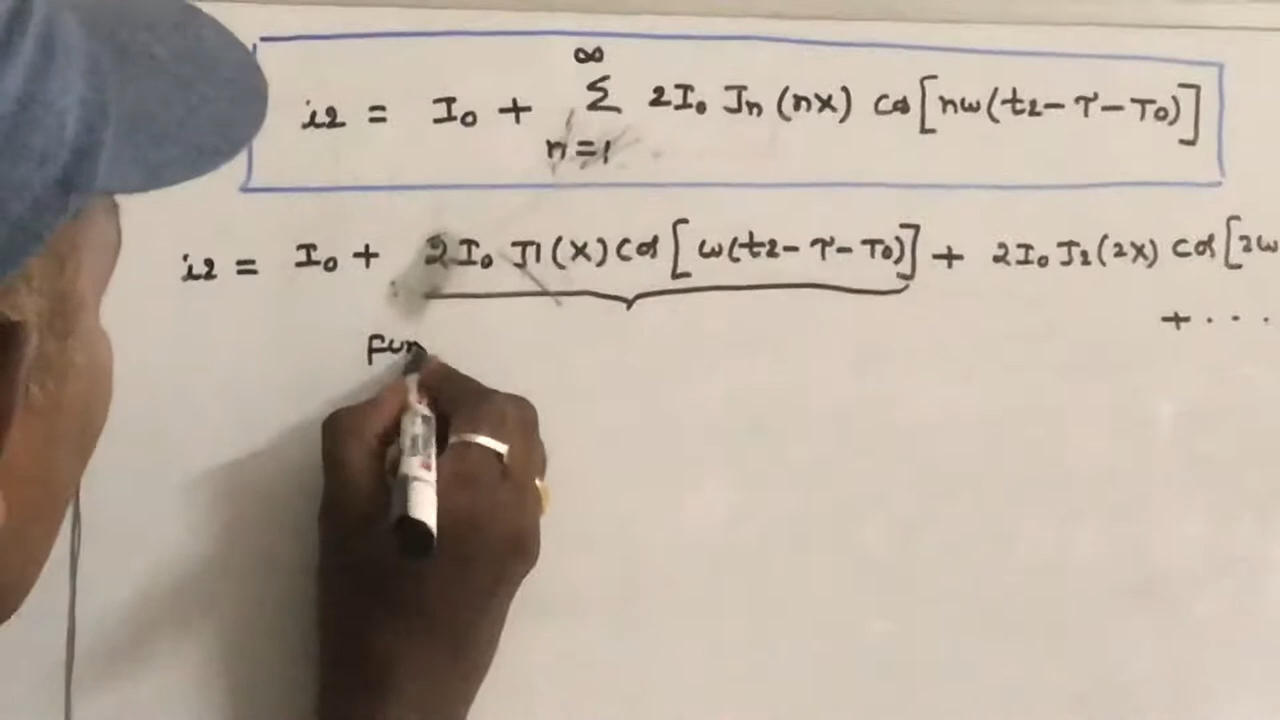 ∞
i2 = I0 + Σ 2I0 Jn (nx) cos[nω(t2 - τ - T0)]
n=1
i2 = I0 + 2I0 J1(x) cos[ω(t2 - τ - T0)] + 2I0 J2(2x) cos[2ω
+ ...
fun